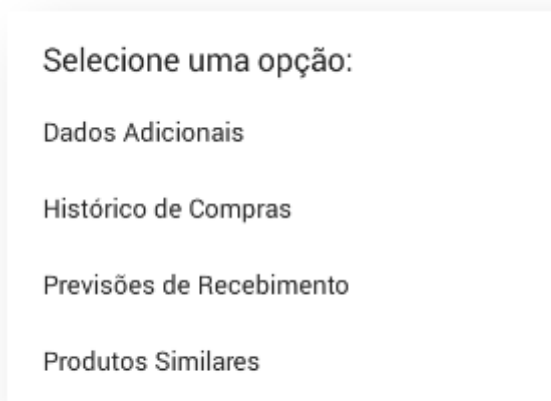 Selecione uma opção:
Dados Adicionais
Histórico de Compras
Previsões de Recebimento
Produtos Similares